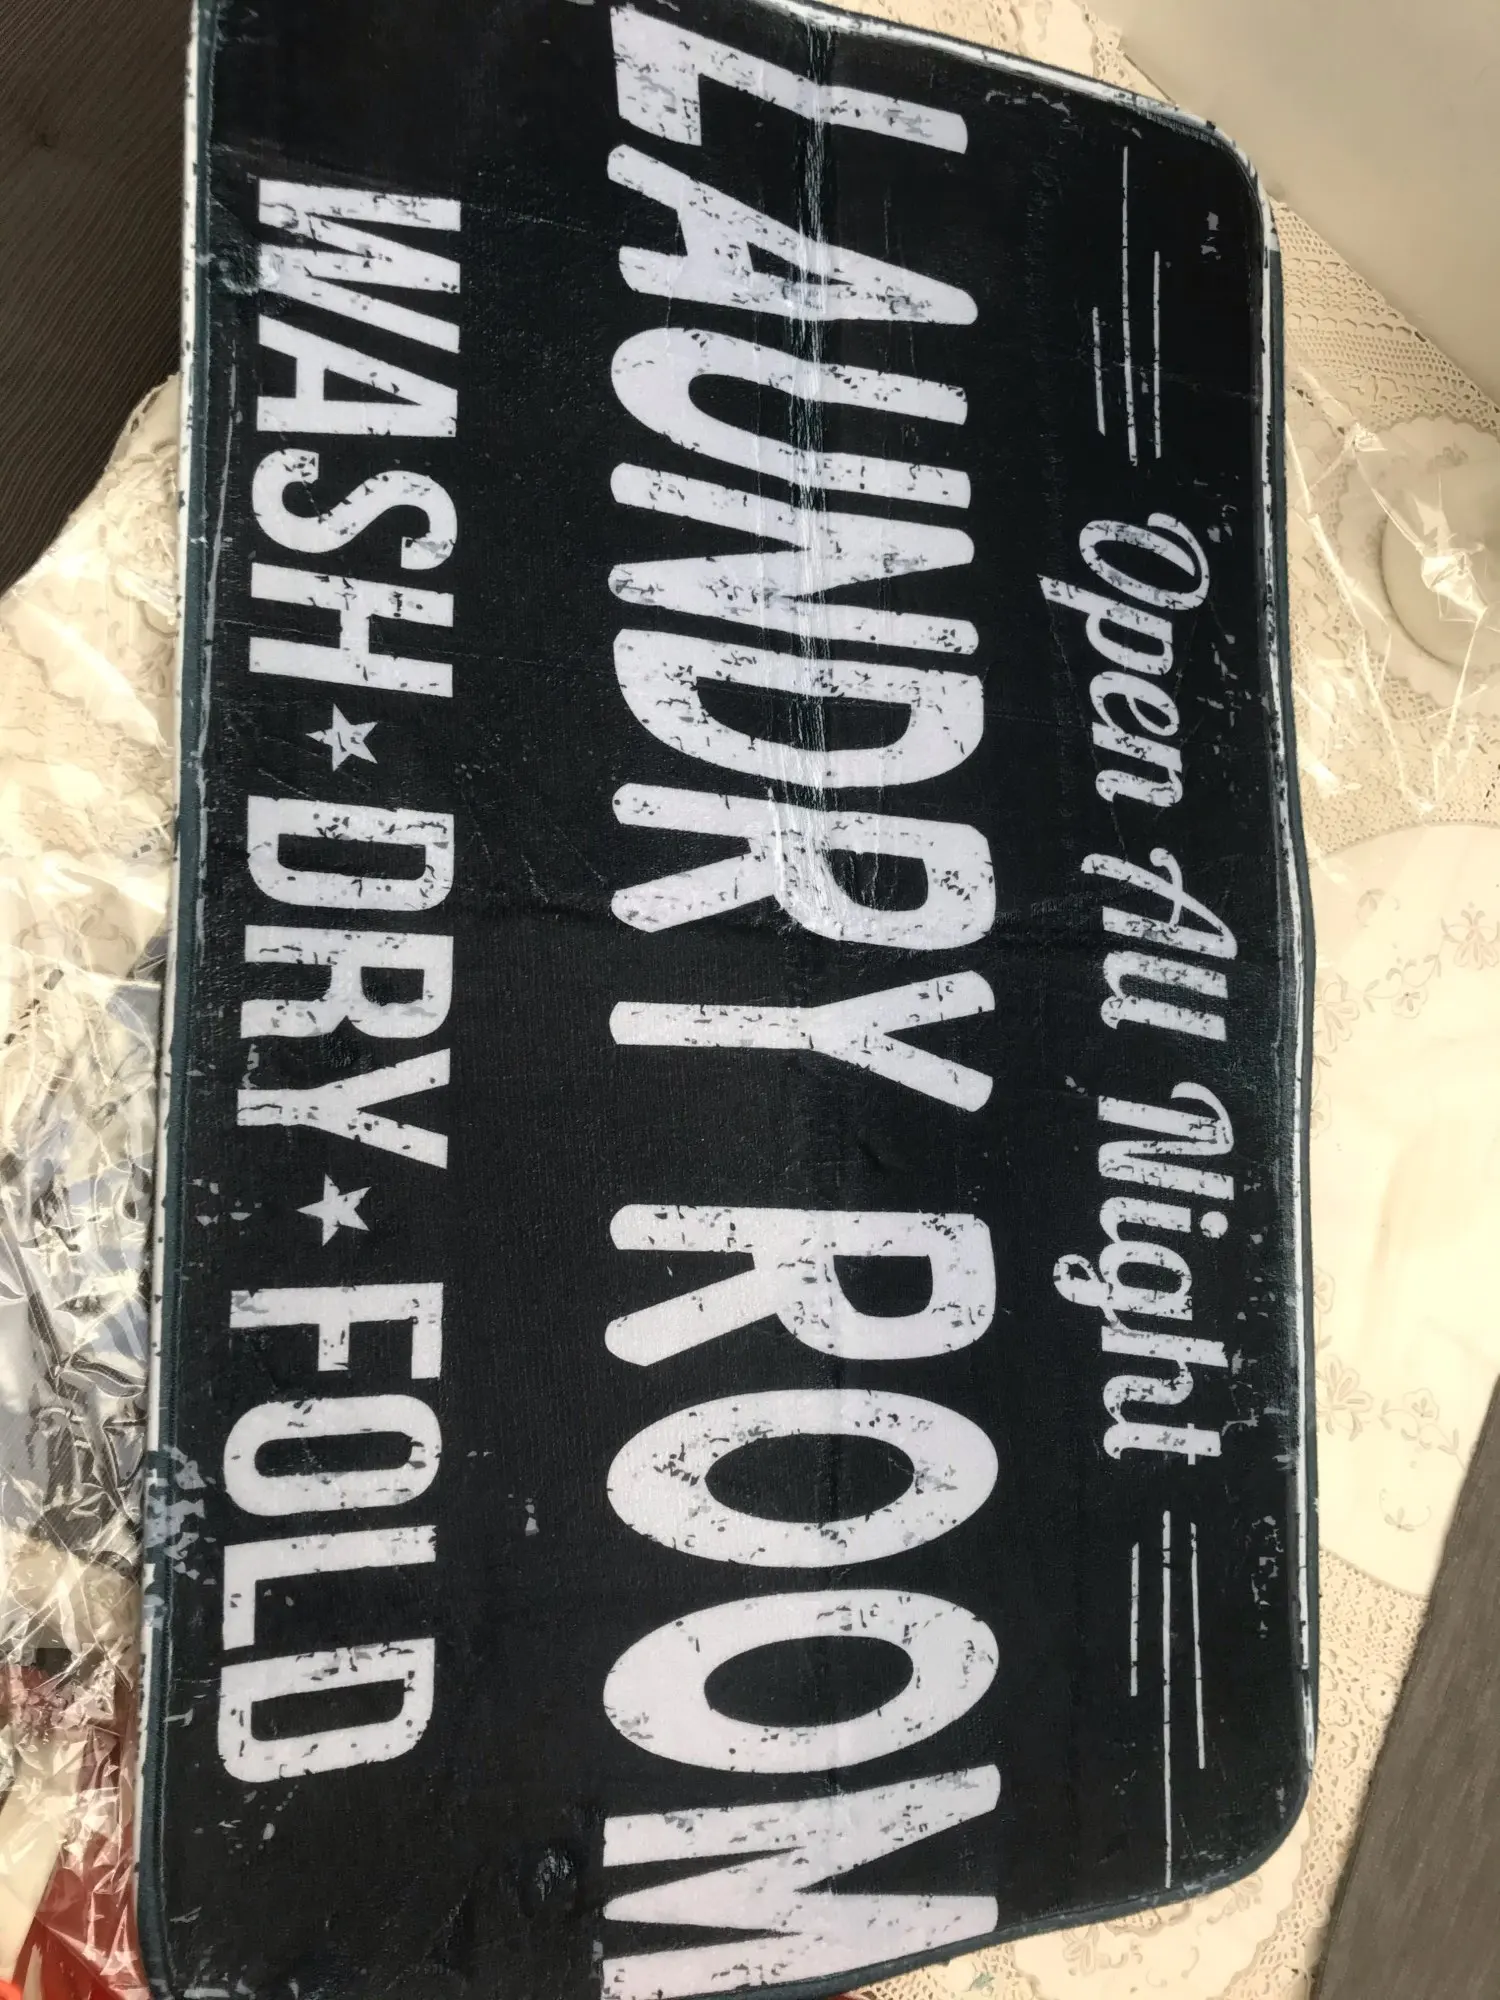 Open All Night
LAUNDRY ROOM
WASH ★ DRY ★ FOLD